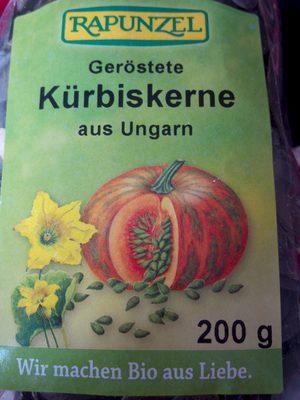 RAPUNZEL
Geröstete
Kürbiskerne
aus Ungarn
200 g
Wir machen Bio aus Liebe.